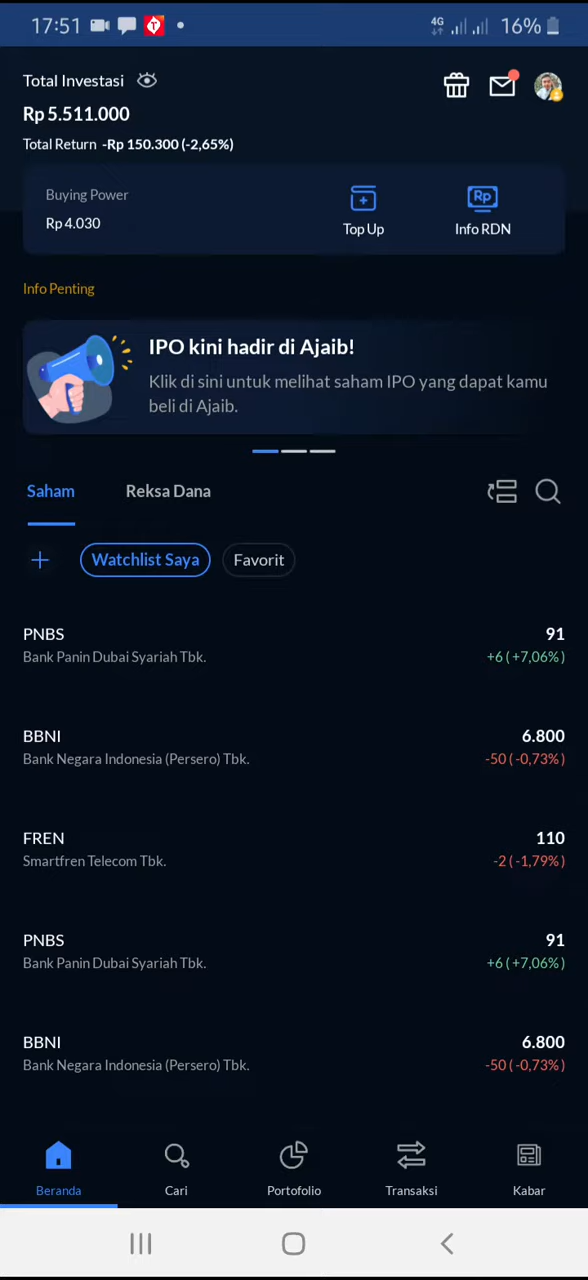 17:51
4G
16%
Total Investasi
Rp 5.511.000
Total Return -Rp 150.300 (-2,65%)
Buying Power
Rp 4.030
Top Up
Rp
Info RDN
Info Penting
IPO kini hadir di Ajaib!
Klik di sini untuk melihat saham IPO yang dapat kamu
beli di Ajaib.
Saham
Reksa Dana
Watchlist Saya
Favorit
PNBS
91
Bank Panin Dubai Syariah Tbk.
+6 (+7,06%)
BBNI
6.800
Bank Negara Indonesia (Persero) Tbk.
-50 (-0,73%)
FREN
110
Smartfren Telecom Tbk.
-2 (-1,79%)
PNBS
91
Bank Panin Dubai Syariah Tbk.
+6 (+7,06%)
BBNI
6.800
Bank Negara Indonesia (Persero) Tbk.
-50 (-0,73%)
Beranda
Cari
Portofolio
Transaksi
Kabar